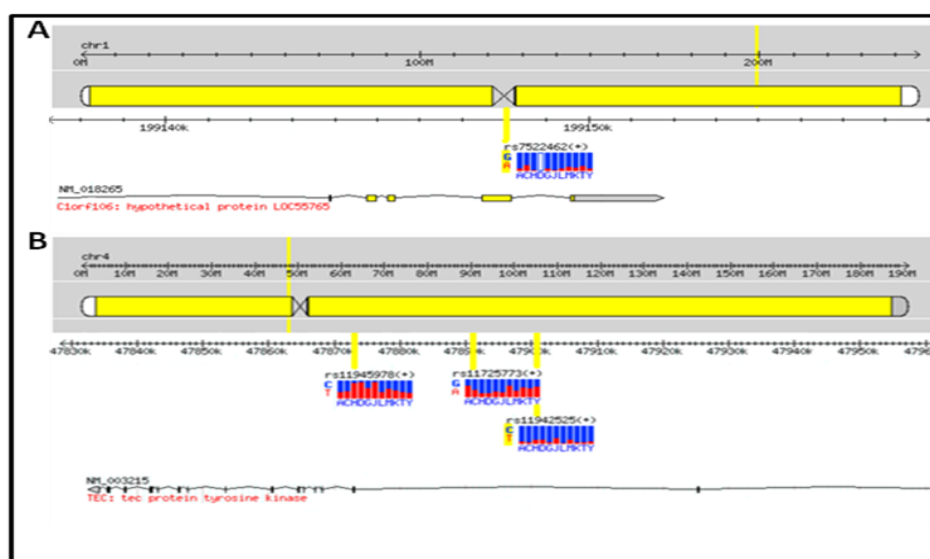 A
chr1
0M 100M 200M
199140k 199150k
rs7522462(+)
G
A
ACHDGJLMKTY
NM_018265
C1orf106: hypothetical protein LOC55765
B
chr4
0M 10M 20M 30M 40M 50M 60M 70M 80M 90M 100M 110M 120M 130M 140M 150M 160M 170M 180M 190M
47830k 47840k 47850k 47860k 47870k 47880k 47890k 47900k 47910k 47920k 47930k 47940k 47950k
rs11945978(+) rs11725773(+)
C G
T A
ACHDGJLMKTY ACHDGJLMKTY
rs11942525(+)
C
T
ACHDGJLMKTY
NM_003215
TEC: tec protein tyrosine kinase